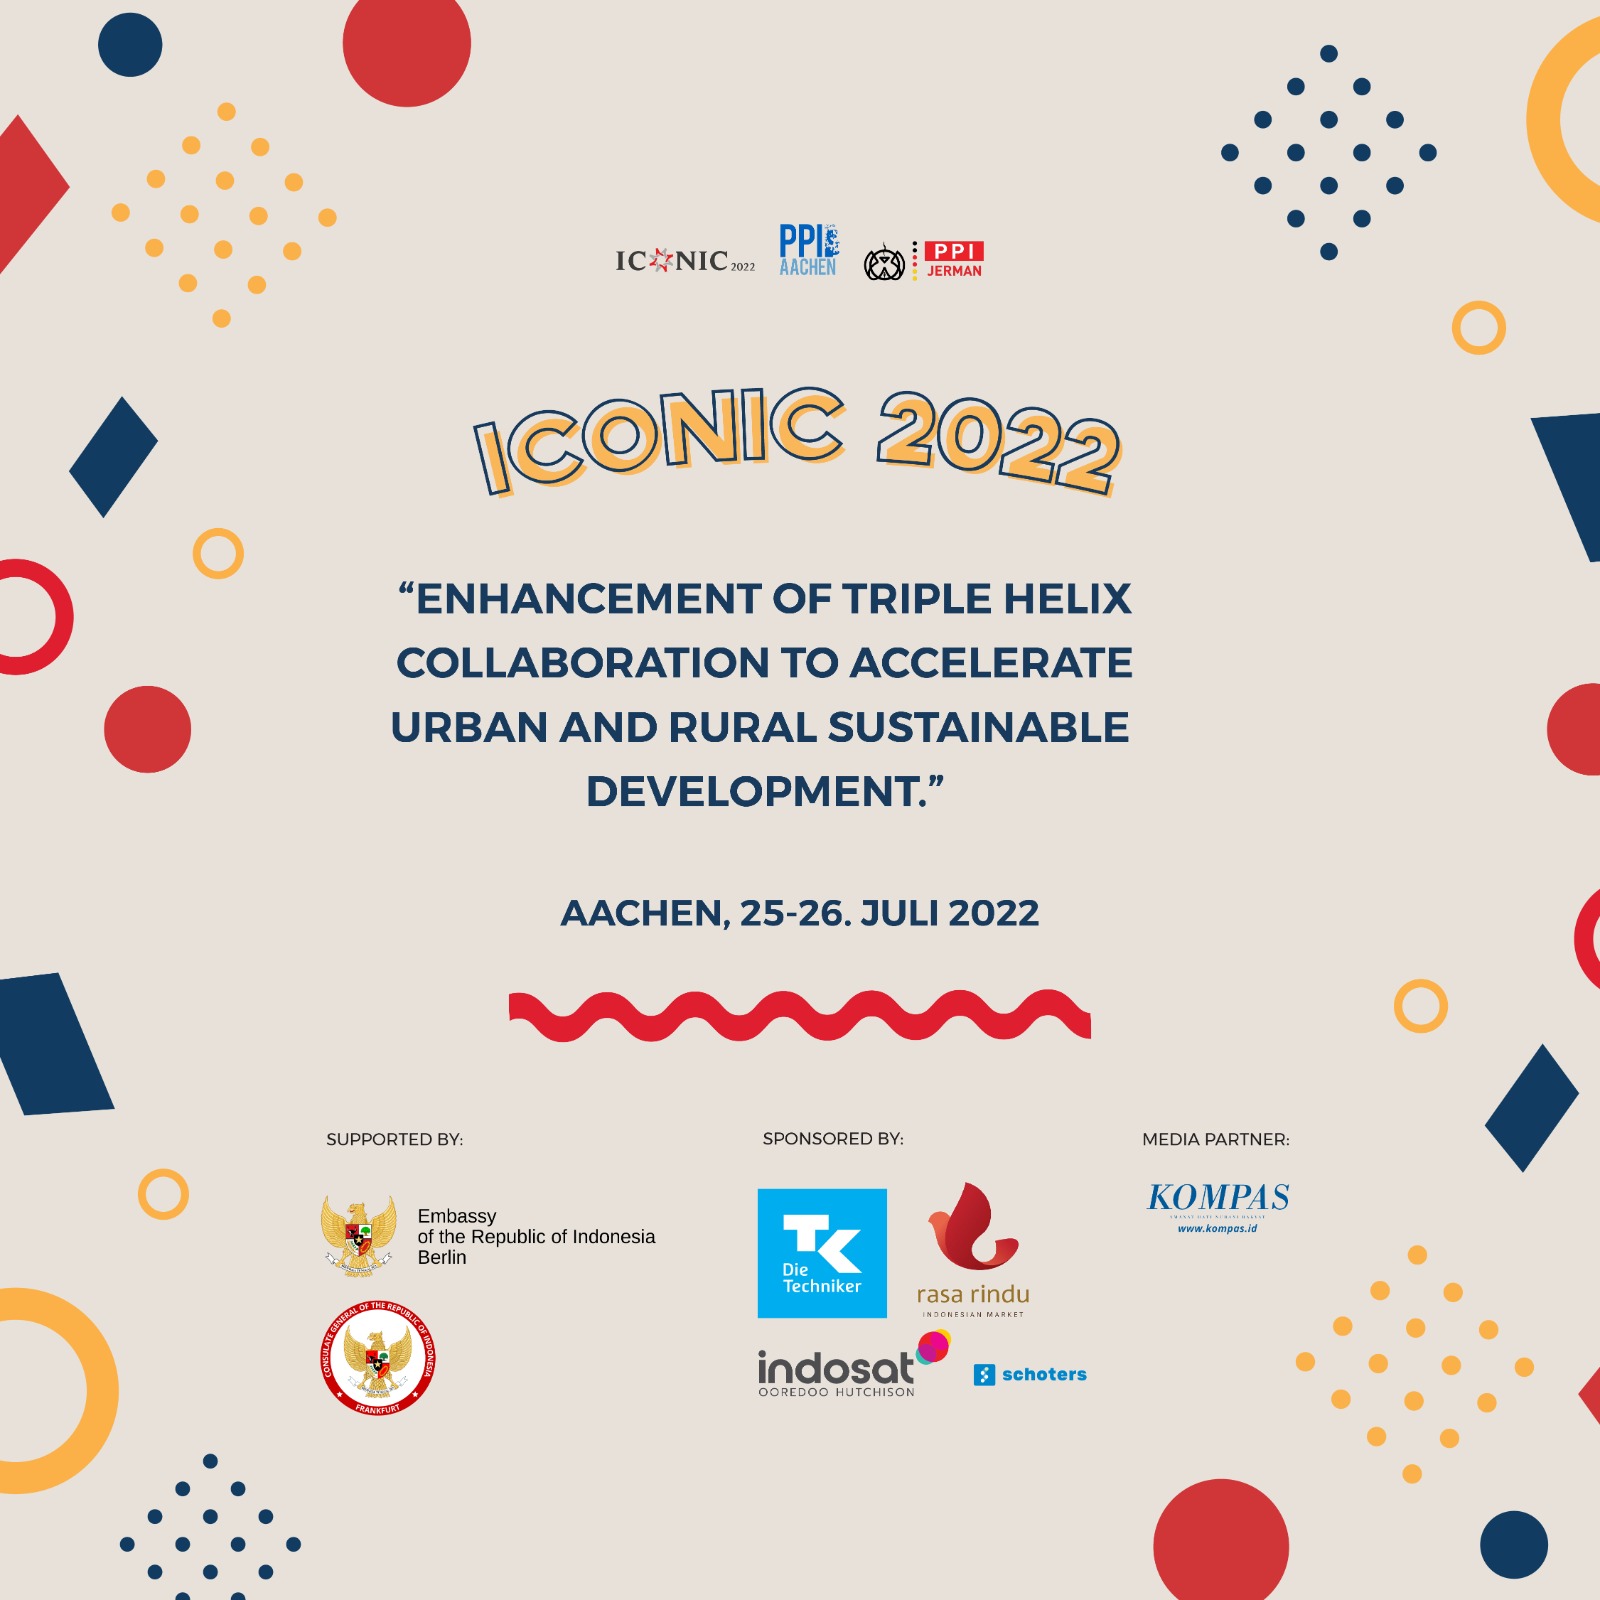 ICONIC 2022
PPI AACHEN
PPI JERMAN
ICONIC 2022
“ENHANCEMENT OF TRIPLE HELIX
COLLABORATION TO ACCELERATE
URBAN AND RURAL SUSTAINABLE
DEVELOPMENT.”
AACHEN, 25-26. JULI 2022
SUPPORTED BY:
Embassy
of the Republic of Indonesia
Berlin
CONSULATE GENERAL OF THE REPUBLIC OF INDONESIA
FRANKFURT
SPONSORED BY:
TK
Die
Techniker
rasa rindu
INDONESIAN MARKET
indosat
OOREDOO HUTCHISON
schoters
MEDIA PARTNER:
KOMPAS
www.kompas.id